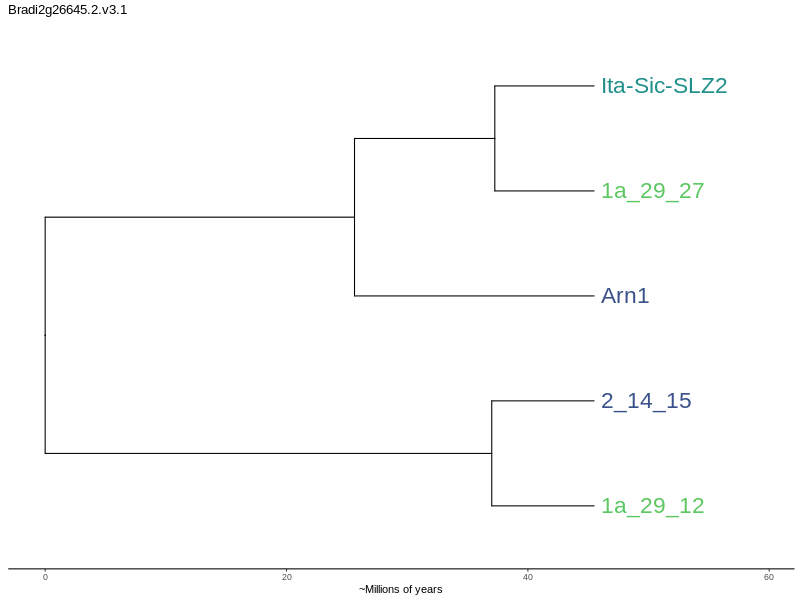 Bradi2g26645.2.v3.1
Ita-Sic-SLZ2
1a_29_27
Arn1
2_14_15
1a_29_12
0 20 40 60
~Millions of years